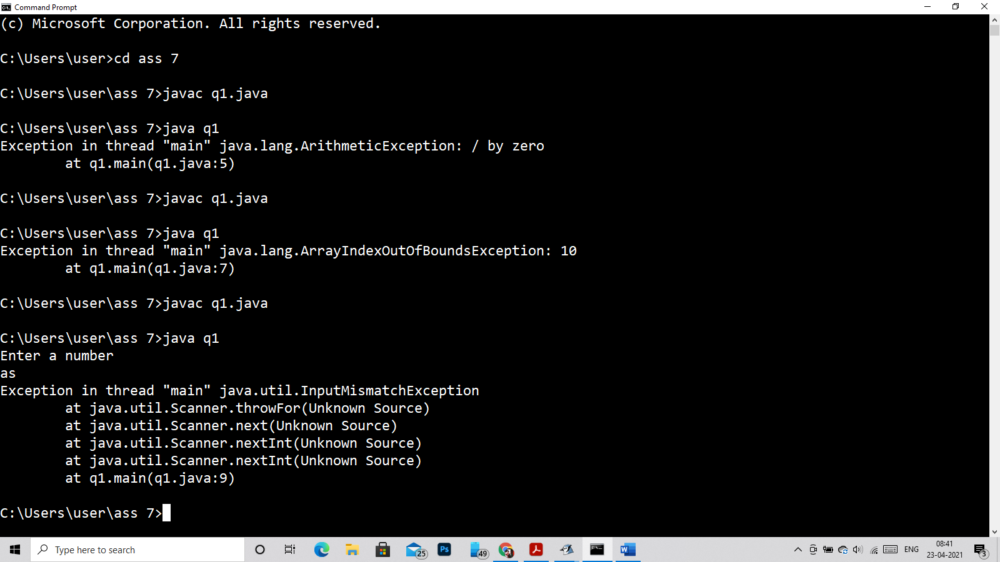 Command Prompt
(c) Microsoft Corporation. All rights reserved.
C:\Users\user>cd ass 7
C:\Users\user\ass 7>javac q1.java
C:\Users\user\ass 7>java q1
Exception in thread "main" java.lang.ArithmeticException: / by zero
at q1.main(q1.java:5)
C:\Users\user\ass 7>javac q1.java
C:\Users\user\ass 7>java q1
Exception in thread "main" java.lang.ArrayIndexOutOfBoundsException: 10
at q1.main(q1.java:7)
C:\Users\user\ass 7>javac q1.java
C:\Users\user\ass 7>java q1
Enter a number
as
Exception in thread "main" java.util.InputMismatchException
at java.util.Scanner.throwFor(Unknown Source)
at java.util.Scanner.next(Unknown Source)
at java.util.Scanner.nextInt(Unknown Source)
at java.util.Scanner.nextInt(Unknown Source)
at q1.main(q1.java:9)
C:\Users\user\ass 7>
Type here to search
25
Ps
49
ENG
08:41
23-04-2021
3